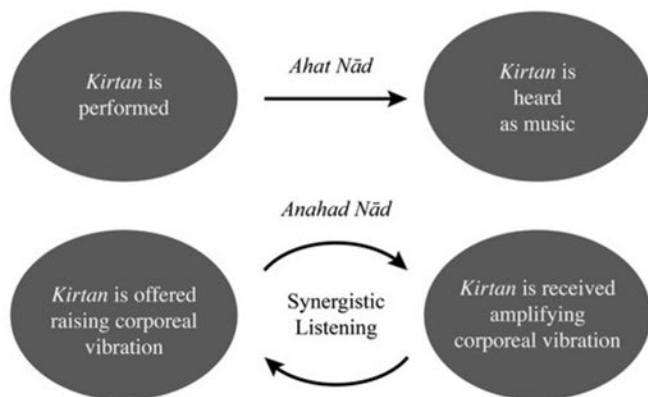 Kirtan is
performed
Ahat Nād
Kirtan is
heard
as music
Anahad Nād
Kirtan is offered
raising corporeal
vibration
Synergistic
Listening
Kirtan is received
amplifying
corporeal vibration